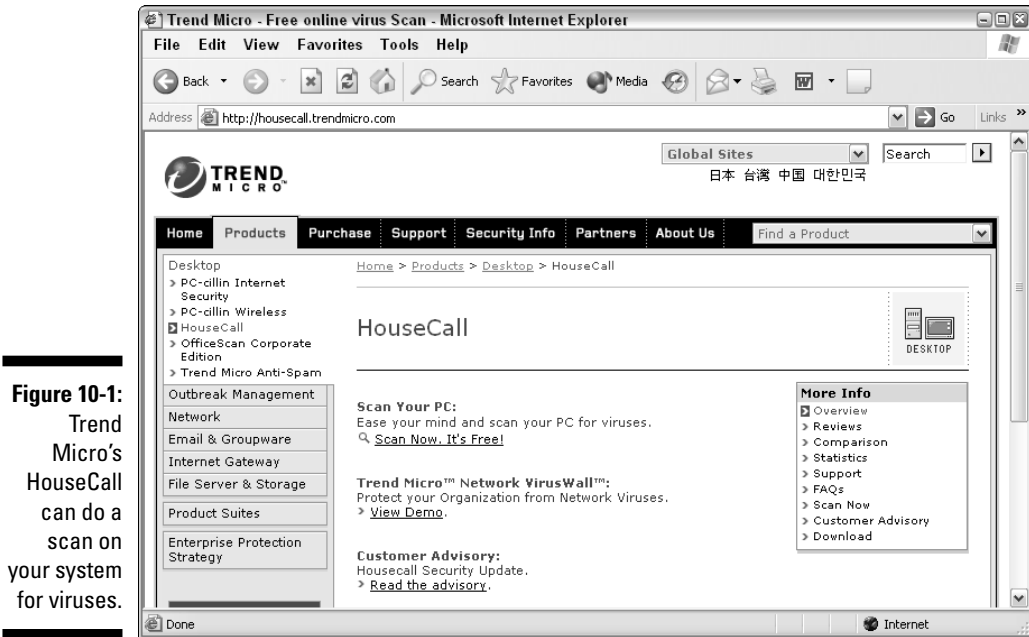 Trend Micro - Free online virus Scan - Microsoft Internet Explorer
File Edit View Favorites Tools Help
Back Search Favorites Media
Address http://housecall.trendmicro.com Go Links »
TREND MICRO™
Global Sites Search
日本 台灣 中国 대한민국
Home Products Purchase Support Security Info Partners About Us Find a Product
Desktop
> PC-cillin Internet
Security
> PC-cillin Wireless
HouseCall
> OfficeScan Corporate
Edition
> Trend Micro Anti-Spam
Outbreak Management
Network
Email & Groupware
Internet Gateway
File Server & Storage
Product Suites
Enterprise Protection
Strategy
Home > Products > Desktop > HouseCall
HouseCall
DESKTOP
Scan Your PC:
Ease your mind and scan your PC for viruses.
Scan Now. It's Free!
Trend Micro™ Network VirusWall™:
Protect your Organization from Network Viruses.
> View Demo.
Customer Advisory:
Housecall Security Update.
> Read the advisory.
More Info
Overview
> Reviews
> Comparison
> Statistics
> Support
> FAQs
> Scan Now
> Customer Advisory
> Download
Done Internet
Figure 10-1:
Trend
Micro's
HouseCall
can do a
scan on
your system
for viruses.